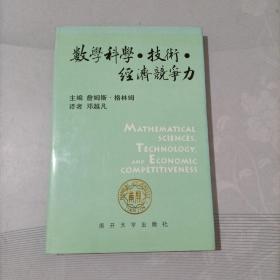 數學科學·技術·
經濟競爭力
主編 詹姆斯·格林姆
译者 邓越凡
MATHEMATICAL
SCIENCES,
TECHNOLOGY,
AND ECONOMIC
COMPETITIVENESS
南开大学出版社